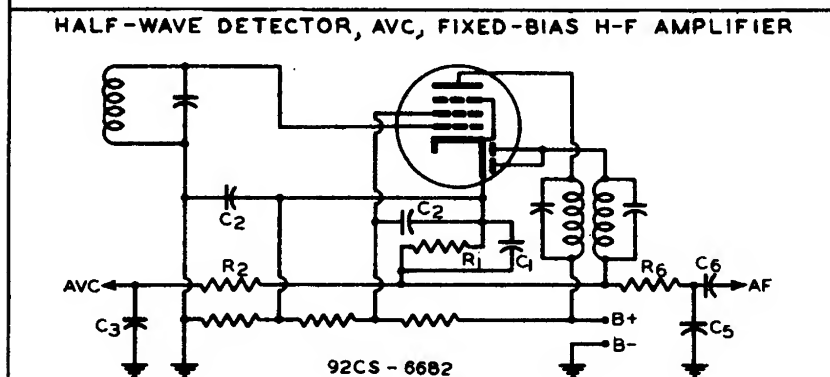 HALF-WAVE DETECTOR, AVC, FIXED-BIAS H-F AMPLIFIER
C2
C2
R1
C1
AVC
R2
R6
C6
AF
C3
B+
C5
B-
92CS-6682